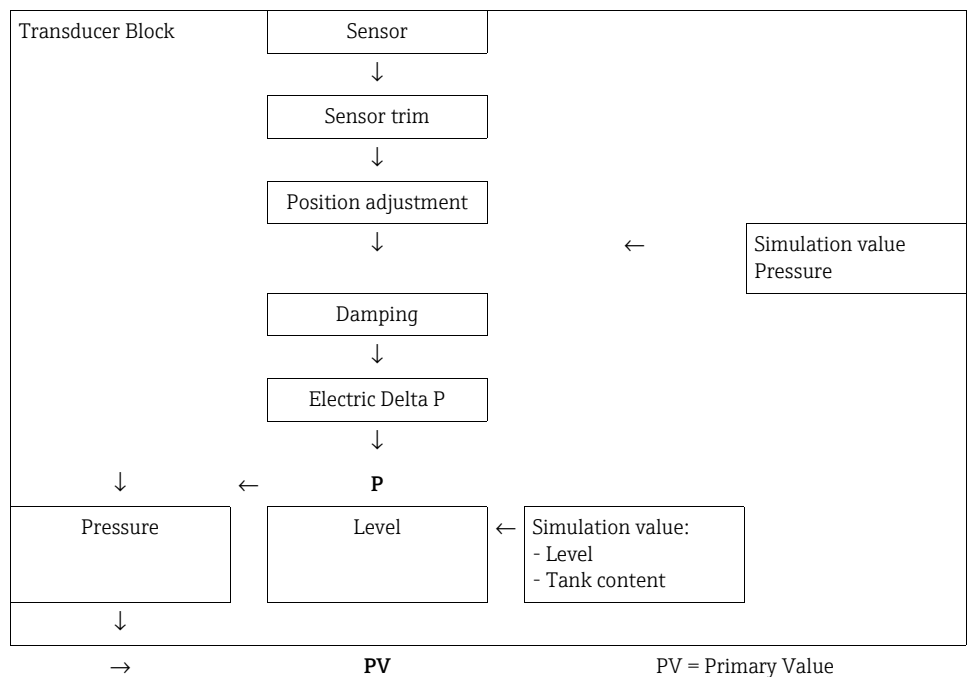 Transducer Block
Sensor
↓
Sensor trim
↓
Position adjustment
↓ ←
Simulation value
Pressure
Damping
↓
Electric Delta P
↓
↓ ← P
Pressure
Level
← Simulation value:
- Level
- Tank content
↓
→ PV PV = Primary Value